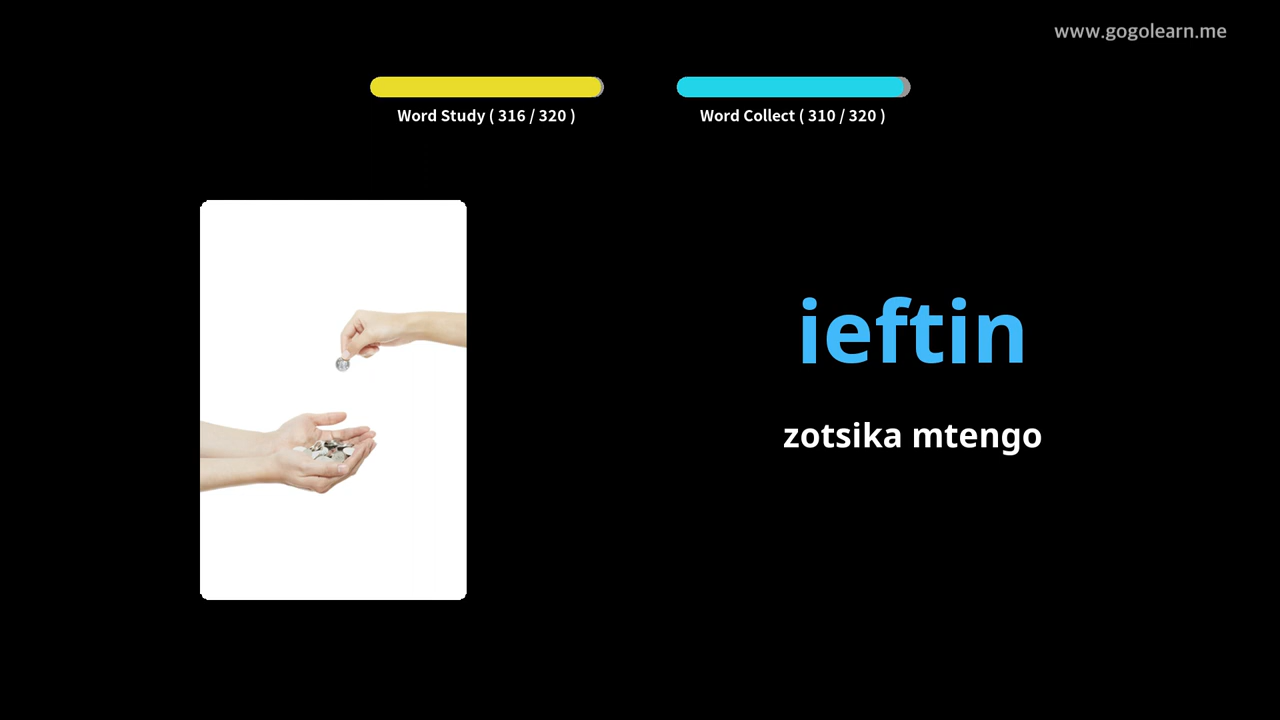 www.gogolearn.me
Word Study ( 316 / 320 )
Word Collect ( 310 / 320 )
ieftin
zotsika mtengo